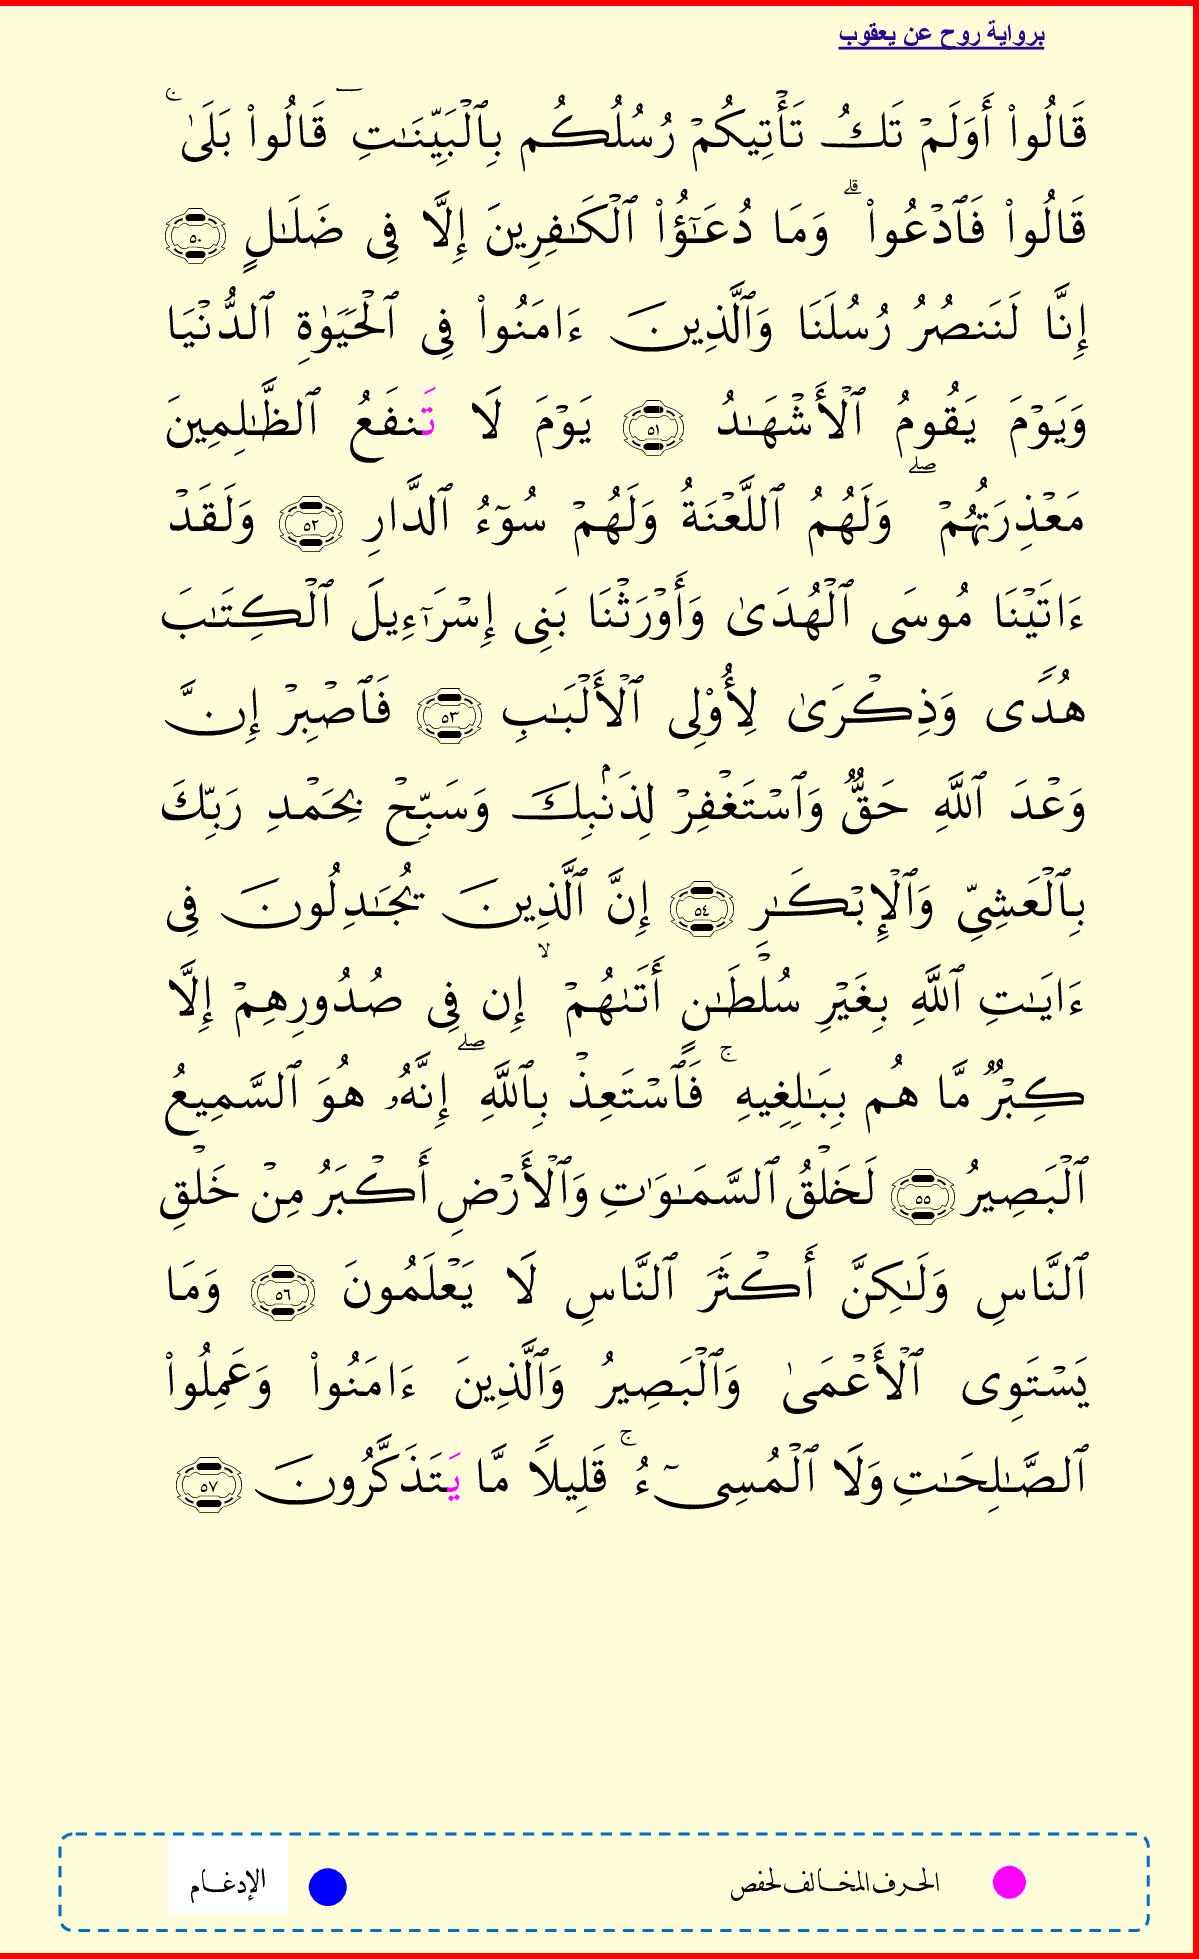 برواية روح عن يعقوب
قَالُوٓاْ أَوَلَمۡ تَكُ تَأۡتِيكُمۡ رُسُلُكُم بِٱلۡبَيِّنَٰتِۖ قَالُواْ بَلَىٰۚ
قَالُواْ فَٱدۡعُواْۗ وَمَا دُعَٰٓؤُاْ ٱلۡكَٰفِرِينَ إِلَّا فِي ضَلَٰلٍ ٥٠
إِنَّا لَنَنصُرُ رُسُلَنَا وَٱلَّذِينَ ءَامَنُواْ فِي ٱلۡحَيَوٰةِ ٱلدُّنۡيَا
وَيَوۡمَ يَقُومُ ٱلۡأَشۡهَٰدُ ٥١ يَوۡمَ لَا تَنفَعُ ٱلظَّٰلِمِينَ
مَعۡذِرَتُهُمۡۖ وَلَهُمُ ٱللَّعۡنَةُ وَلَهُمۡ سُوٓءُ ٱلدَّارِ ٥٢ وَلَقَدۡ
ءَاتَيۡنَا مُوسَى ٱلۡهُدَىٰ وَأَوۡرَثۡنَا بَنِي إِسۡرَٰٓءِيلَ ٱلۡكِتَٰبَ
هُدٗى وَذِكۡرَىٰ لِأُوْلِي ٱلۡأَلۡبَٰبِ ٥٣ فَٱصۡبِرۡ إِنَّ
وَعۡدَ ٱللَّهِ حَقّٞ وَٱسۡتَغۡفِرۡ لِذَنۢبِكَ وَسَبِّحۡ بِحَمۡدِ رَبِّكَ
بِٱلۡعَشِيِّ وَٱلۡإِبۡكَٰرِ ٥٤ إِنَّ ٱلَّذِينَ يُجَٰدِلُونَ فِي
ءَايَٰتِ ٱللَّهِ بِغَيۡرِ سُلۡطَٰنٍ أَتَىٰهُمۡۙ إِن فِي صُدُورِهِمۡ إِلَّا
كِبۡرٞ مَّا هُم بِبَٰلِغِيهِۚ فَٱسۡتَعِذۡ بِٱللَّهِۖ إِنَّهُۥ هُوَ ٱلسَّمِيعُ
ٱلۡبَصِيرُ ٥٥ لَخَلۡقُ ٱلسَّمَٰوَٰتِ وَٱلۡأَرۡضِ أَكۡبَرُ مِنۡ خَلۡقِ
ٱلنَّاسِ وَلَٰكِنَّ أَكۡثَرَ ٱلنَّاسِ لَا يَعۡلَمُونَ ٥٦ وَمَا
يَسۡتَوِي ٱلۡأَعۡمَىٰ وَٱلۡبَصِيرُ وَٱلَّذِينَ ءَامَنُواْ وَعَمِلُواْ
ٱلصَّٰلِحَٰتِ وَلَا ٱلۡمُسِيٓءُۚ قَلِيلٗا مَّا يَتَذَكَّرُونَ ٥٧
الحرف المخالف لحفص
الإدغام